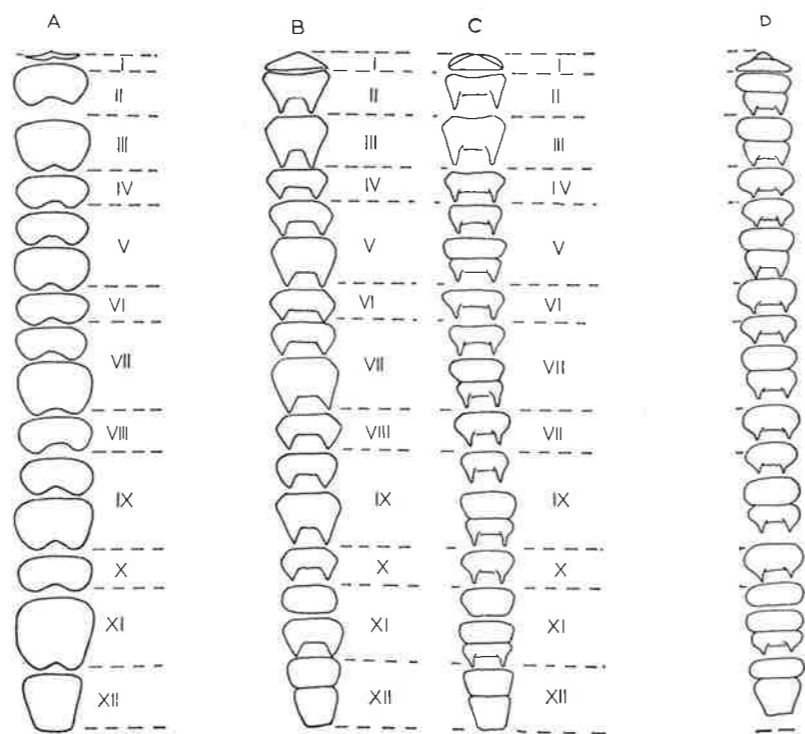 A B C D
I I I
II II II
III III III
IV IV IV
V V V
VI VI VI
VII VII VII
VIII VIII VII
IX IX IX
X X X
XI XI XI
XII XII XII